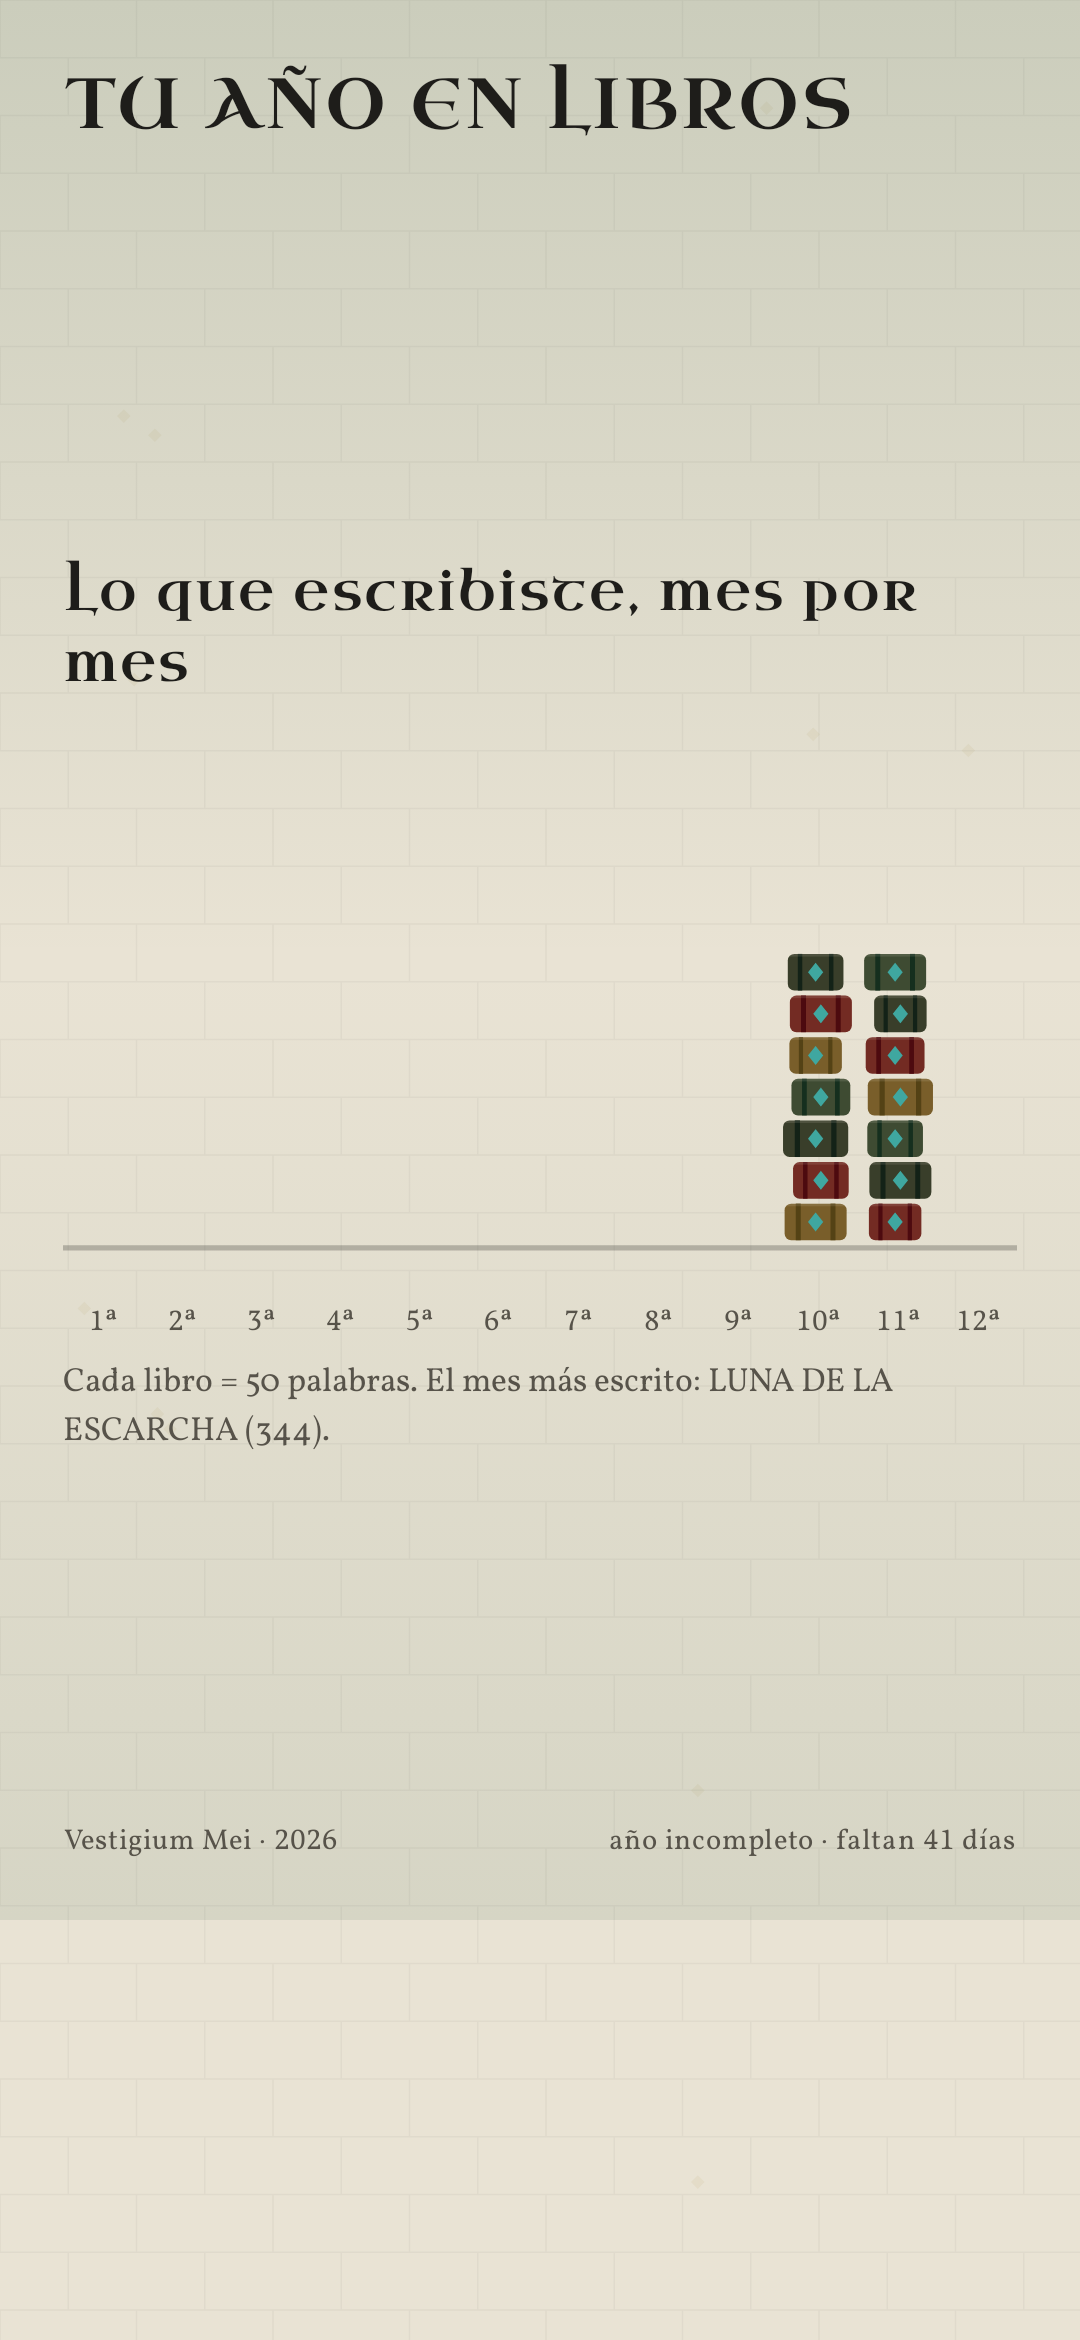 TU AÑO EN LIBROS
Lo que escribiste, mes por
mes
1ª 2ª 3ª 4ª 5ª 6ª 7ª 8ª 9ª 10ª 11ª 12ª
Cada libro = 50 palabras. El mes más escrito: LUNA DE LA
ESCARCHA (344).
Vestigium Mei · 2026 año incompleto · faltan 41 días